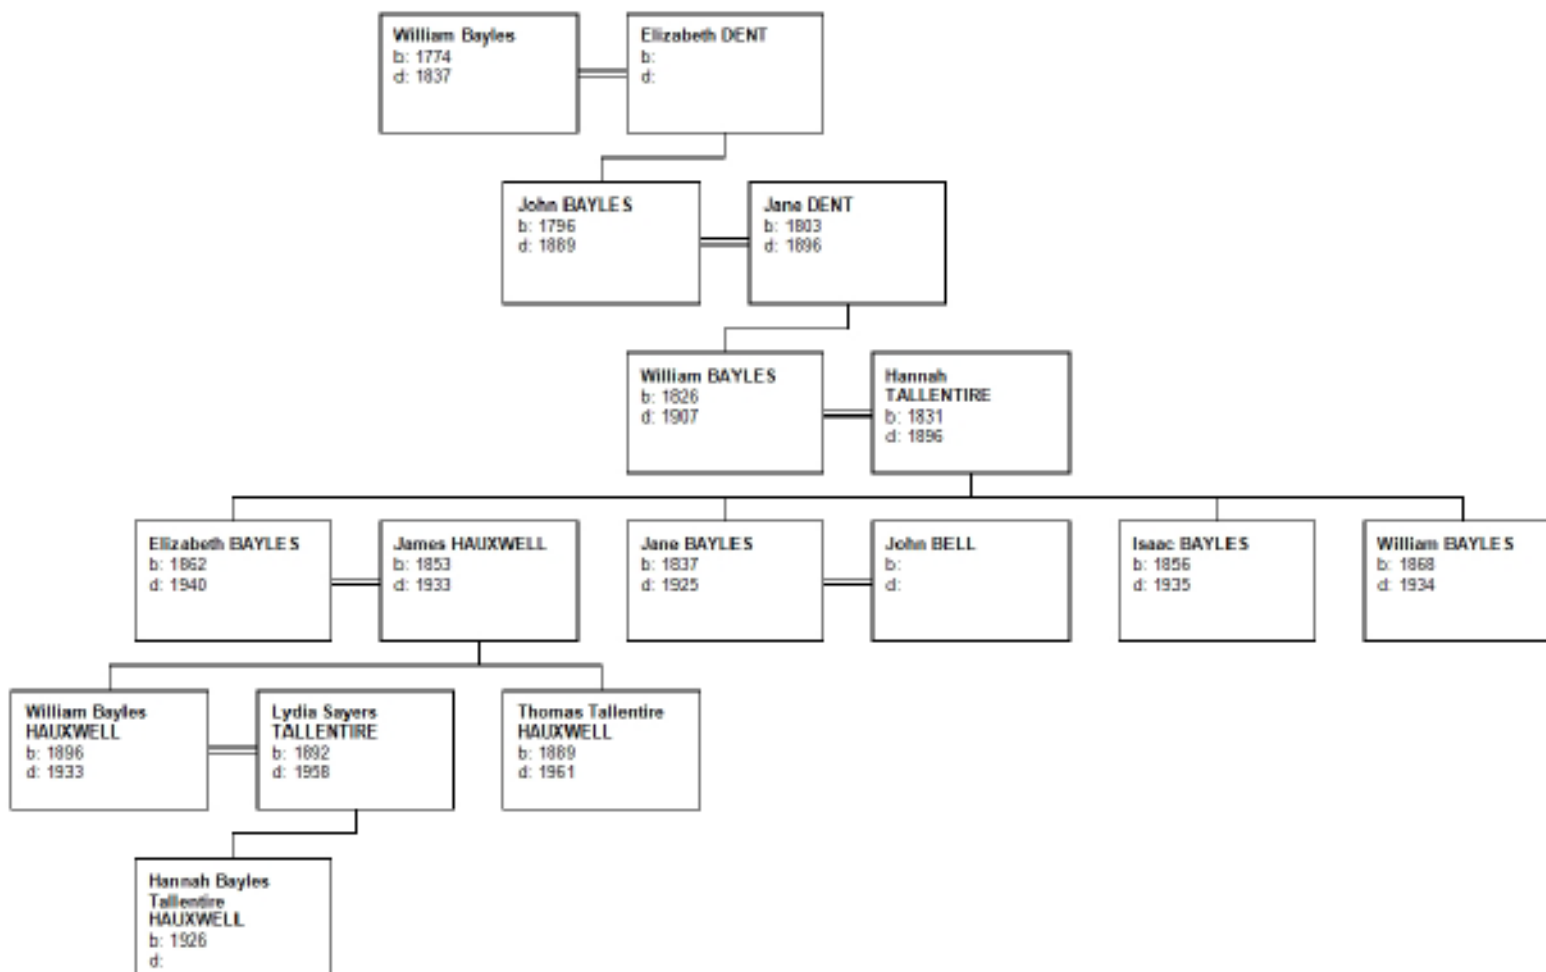 William Bayles
b: 1774
d: 1837
Elizabeth DENT
b:
d:
John BAYLES
b: 1796
d: 1889
Jane DENT
b: 1803
d: 1896
William BAYLES
b: 1826
d: 1907
Hannah
TALLENTIRE
b: 1831
d: 1896
Elizabeth BAYLES
b: 1862
d: 1940
James HAUXWELL
b: 1853
d: 1933
Jane BAYLES
b: 1837
d: 1925
John BELL
b:
d:
Isaac BAYLES
b: 1856
d: 1935
William BAYLES
b: 1868
d: 1934
William Bayles
HAUXWELL
b: 1896
d: 1933
Lydia Sayers
TALLENTIRE
b: 1892
d: 1958
Thomas Tallentire
HAUXWELL
b: 1889
d: 1961
Hannah Bayles
Tallentire
HAUXWELL
b: 1926
d: